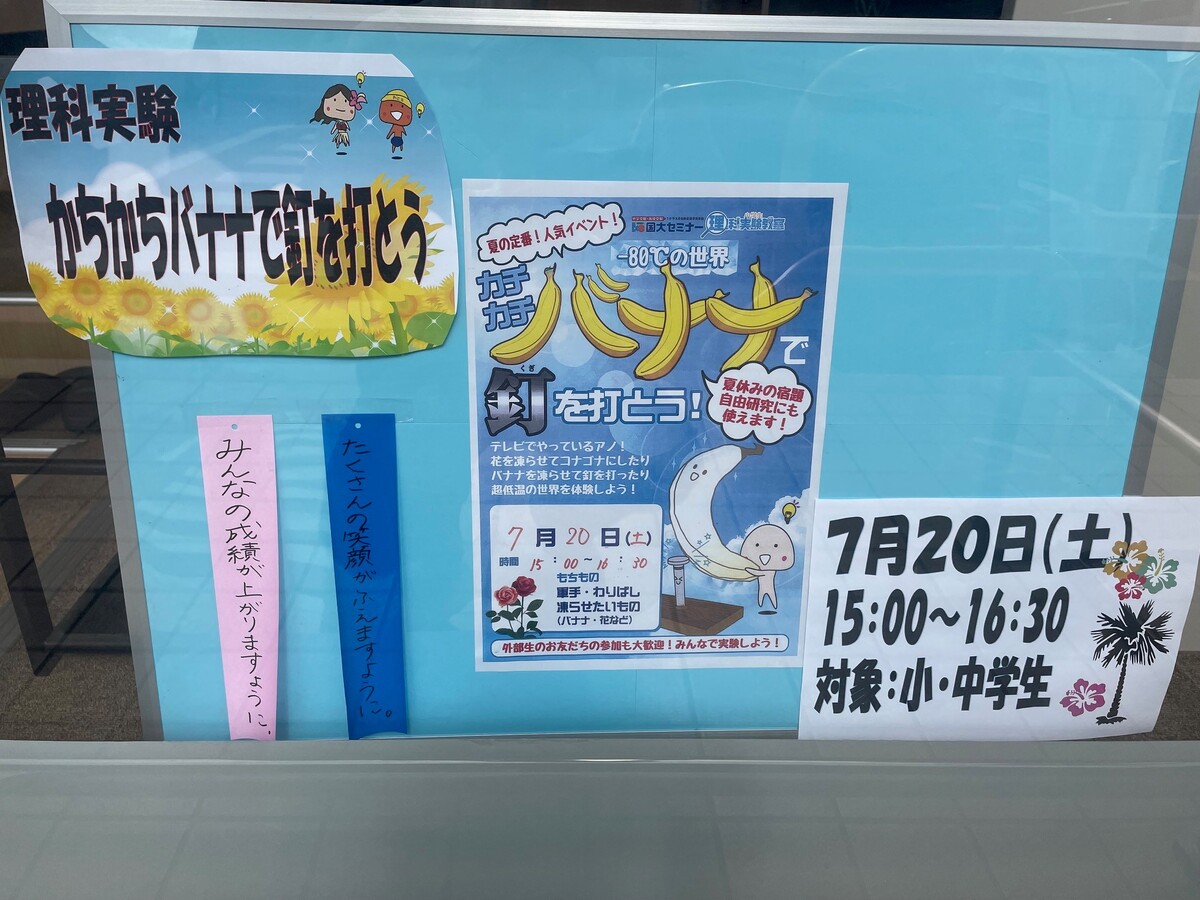 理科実験
かちかちバナナで釘を打とう
夏の定番！人気イベント！
国大セミナー
理科実験教室
-80℃の世界
カチ
カチ
バナナで
くぎ
釘を打とう！
夏休みの宿題
自由研究にも
使えます！
テレビでやっているアノ！
花を凍らせてコナゴナにしたり
バナナを凍らせて釘を打ったり
超低温の世界を体験しよう！
7月20日(土)
時間 15：00～16：30
もちもの
軍手・わりばし
凍らせたいもの
(バナナ・花など)
外部生のお友だちの参加も大歓迎！みんなで実験しよう！
みんなの成績が上がりますように。
たくさんの笑顔がふえますように。
7月20日(土)
15:00～16:30
対象：小・中学生